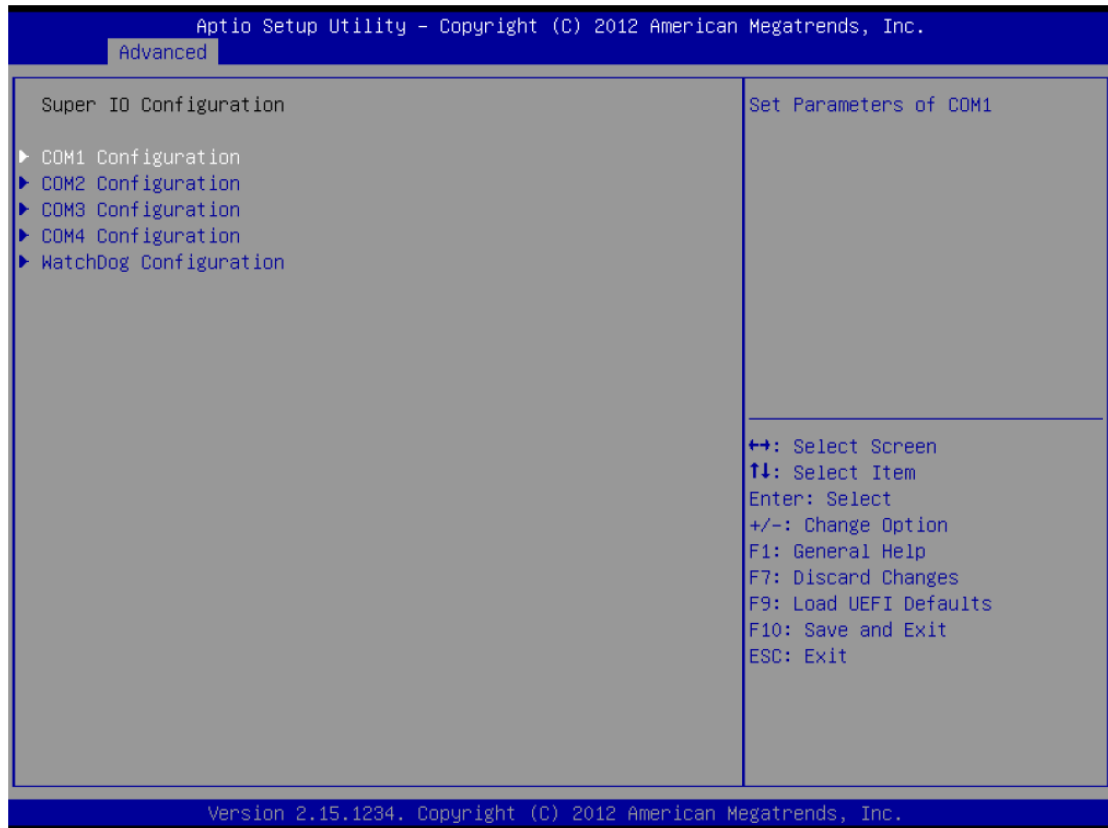 Aptio Setup Utility – Copyright (C) 2012 American Megatrends, Inc.
Advanced
Super IO Configuration
► COM1 Configuration
► COM2 Configuration
► COM3 Configuration
► COM4 Configuration
► WatchDog Configuration
Set Parameters of COM1
↔: Select Screen
↑↓: Select Item
Enter: Select
+/-: Change Option
F1: General Help
F7: Discard Changes
F9: Load UEFI Defaults
F10: Save and Exit
ESC: Exit
Version 2.15.1234. Copyright (C) 2012 American Megatrends, Inc.